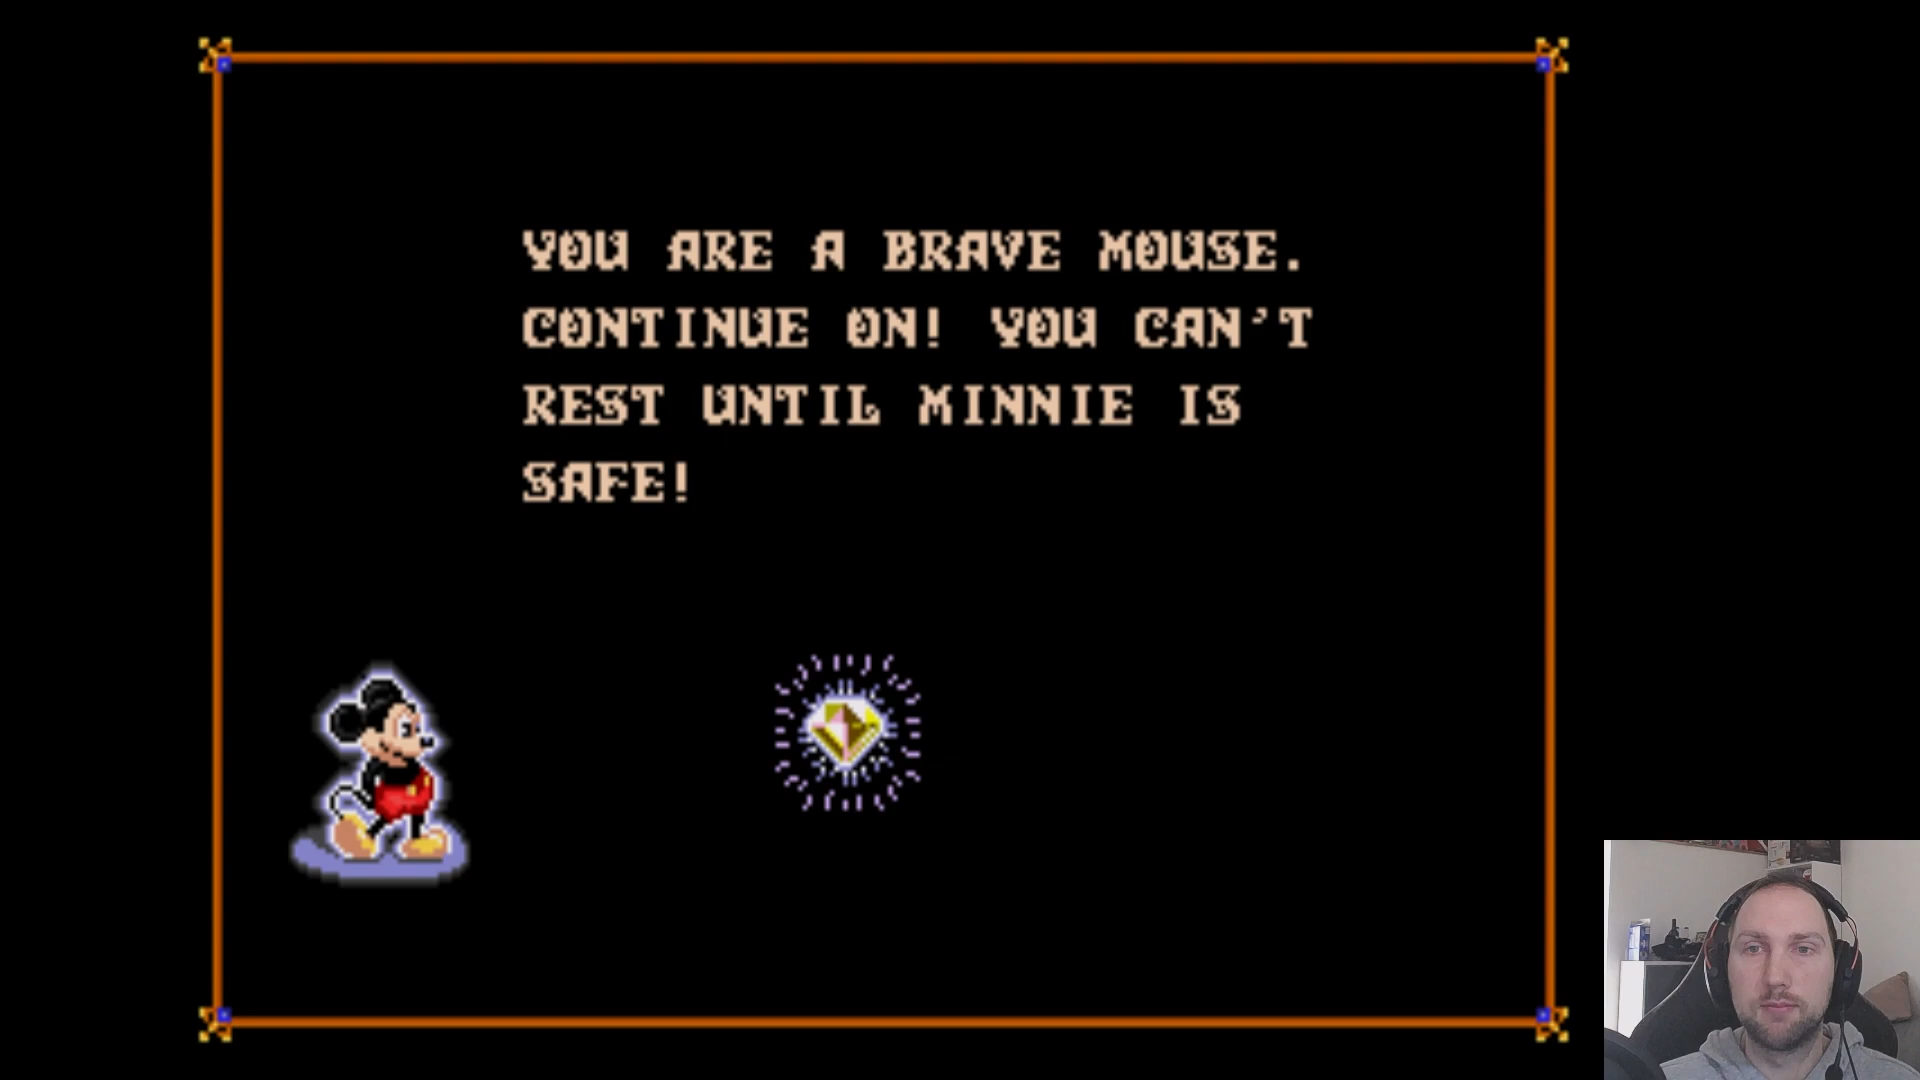 YOU ARE A BRAVE MOUSE.
CONTINUE ON! YOU CAN'T
REST UNTIL MINNIE IS
SAFE!